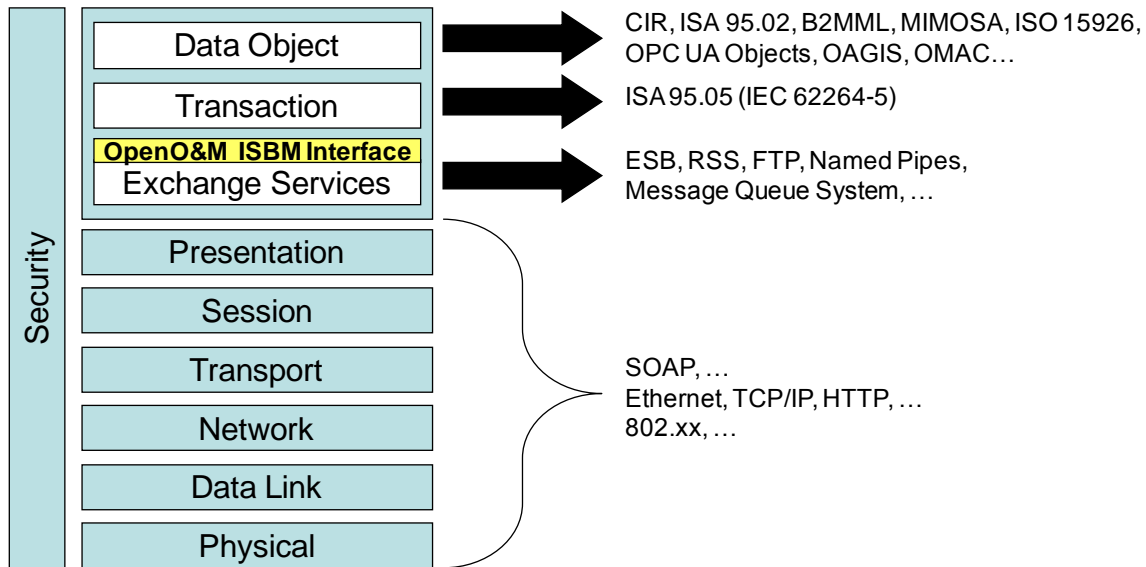 Security
Data Object
CIR, ISA 95.02, B2MML, MIMOSA, ISO 15926,
OPC UA Objects, OAGIS, OMAC…
Transaction
ISA 95.05 (IEC 62264-5)
OpenO&M ISBM Interface
Exchange Services
ESB, RSS, FTP, Named Pipes,
Message Queue System, …
Presentation
Session
Transport
Network
Data Link
Physical
SOAP, …
Ethernet, TCP/IP, HTTP, …
802.xx, …